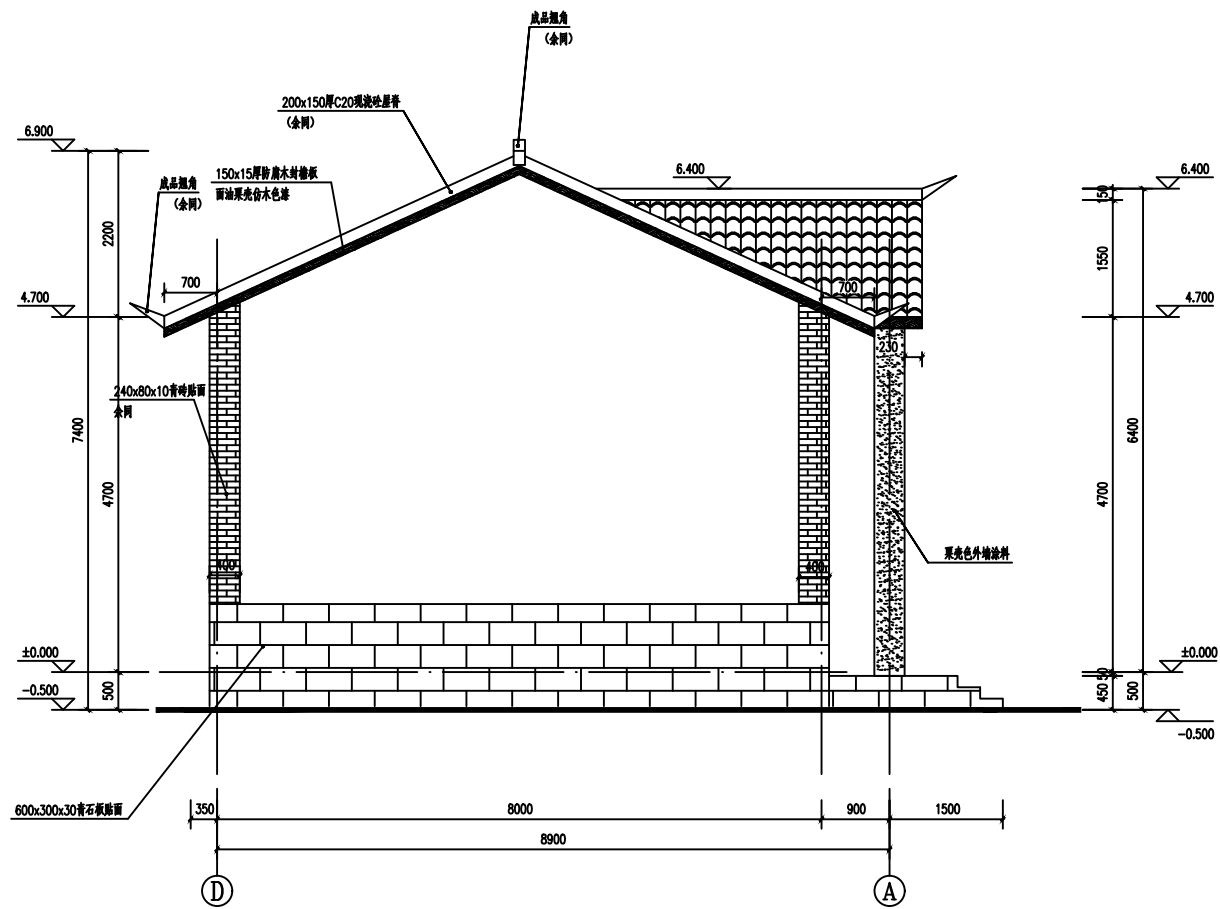 成品翘角
（余同）
200x150厚C20现浇砼屋脊
（余同）
6.900
150x15厚防腐木封檐板
面油栗壳仿木色漆
成品翘角
（余同）
6.400
6.400
150
2200
1550
700
700
4.700
4.700
230
240x80x10青砖贴面
余同
7400
4700
6400
4700
栗壳色外墙涂料
400
400
±0.000
±0.000
500
50
450
500
-0.500
-0.500
600x300x30青石板贴面
350
8000
900
1500
8900
D
A